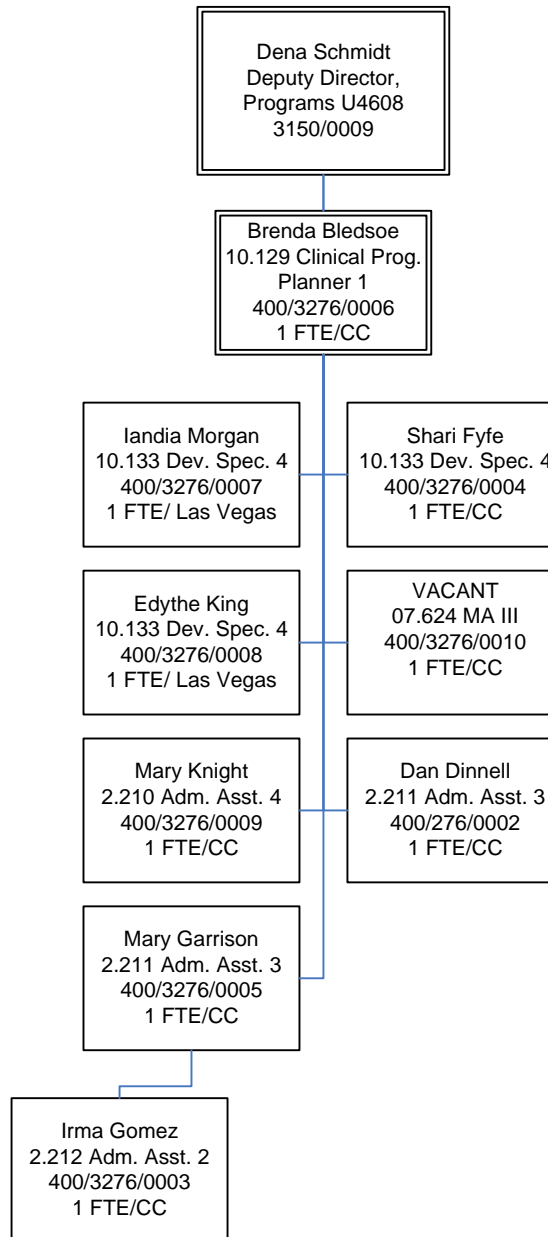 Dena Schmidt
Deputy Director,
Programs U4608
3150/0009
Brenda Bledsoe
10.129 Clinical Prog.
Planner 1
400/3276/0006
1 FTE/CC
Iandia Morgan
10.133 Dev. Spec. 4
400/3276/0007
1 FTE/ Las Vegas
Shari Fyfe
10.133 Dev. Spec. 4
400/3276/0004
1 FTE/CC
Edythe King
10.133 Dev. Spec. 4
400/3276/0008
1 FTE/ Las Vegas
VACANT
07.624 MA III
400/3276/0010
1 FTE/CC
Mary Knight
2.210 Adm. Asst. 4
400/3276/0009
1 FTE/CC
Dan Dinnell
2.211 Adm. Asst. 3
400/276/0002
1 FTE/CC
Mary Garrison
2.211 Adm. Asst. 3
400/3276/0005
1 FTE/CC
Irma Gomez
2.212 Adm. Asst. 2
400/3276/0003
1 FTE/CC